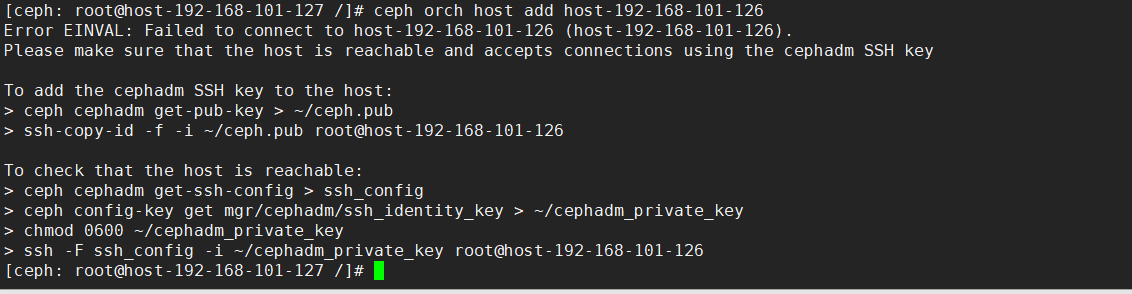 [ceph: root@host-192-168-101-127 /]# ceph orch host add host-192-168-101-126
Error EINVAL: Failed to connect to host-192-168-101-126 (host-192-168-101-126).
Please make sure that the host is reachable and accepts connections using the cephadm SSH key

To add the cephadm SSH key to the host:
> ceph cephadm get-pub-key > ~/ceph.pub
> ssh-copy-id -f -i ~/ceph.pub root@host-192-168-101-126

To check that the host is reachable:
> ceph cephadm get-ssh-config > ssh_config
> ceph config-key get mgr/cephadm/ssh_identity_key > ~/cephadm_private_key
> chmod 0600 ~/cephadm_private_key
> ssh -F ssh_config -i ~/cephadm_private_key root@host-192-168-101-126
[ceph: root@host-192-168-101-127 /]#